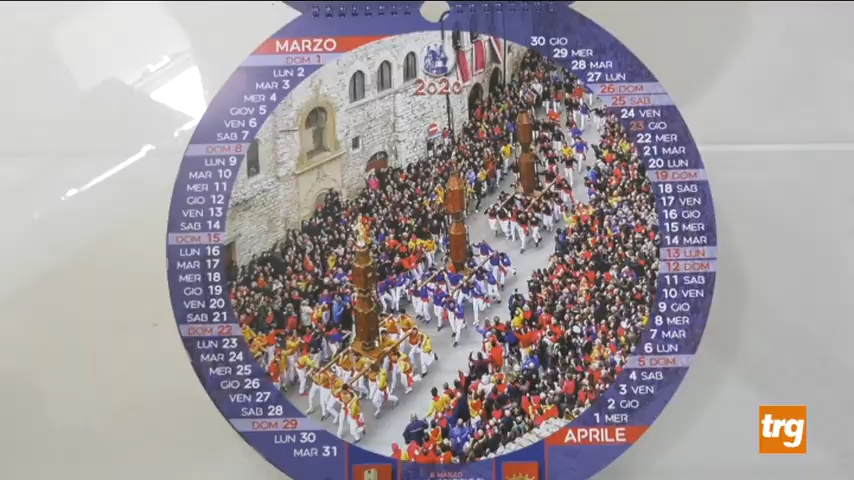 MARZO
DOM 1
LUN 2
MAR 3
MER 4
GIOV 5
VEN 6
SAB 7
DOM 8
LUN 9
MAR 10
MER 11
GIO 12
VEN 13
SAB 14
DOM 15
LUN 16
MAR 17
MER 18
GIO 19
VEN 20
SAB 21
DOM 22
LUN 23
MAR 24
MER 25
GIO 26
VEN 27
SAB 28
DOM 29
LUN 30
MAR 31
2020
30 GIO
29 MER
28 MAR
27 LUN
26 DOM
25 SAB
24 VEN
23 GIO
22 MER
21 MAR
20 LUN
19 DOM
18 SAB
17 VEN
16 GIO
15 MER
14 MAR
13 LUN
12 DOM
11 SAB
10 VEN
9 GIO
8 MER
7 MAR
6 LUN
5 DOM
4 SAB
3 VEN
2 GIO
1 MER
APRILE
8 MARZO
trg